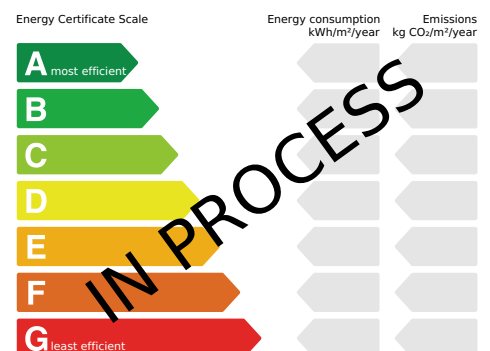 Energy Certificate Scale
Energy consumption
kWh/m²/year
Emissions
kg CO₂/m²/year
A most efficient
B
C
D
E
F
G least efficient
IN PROCESS